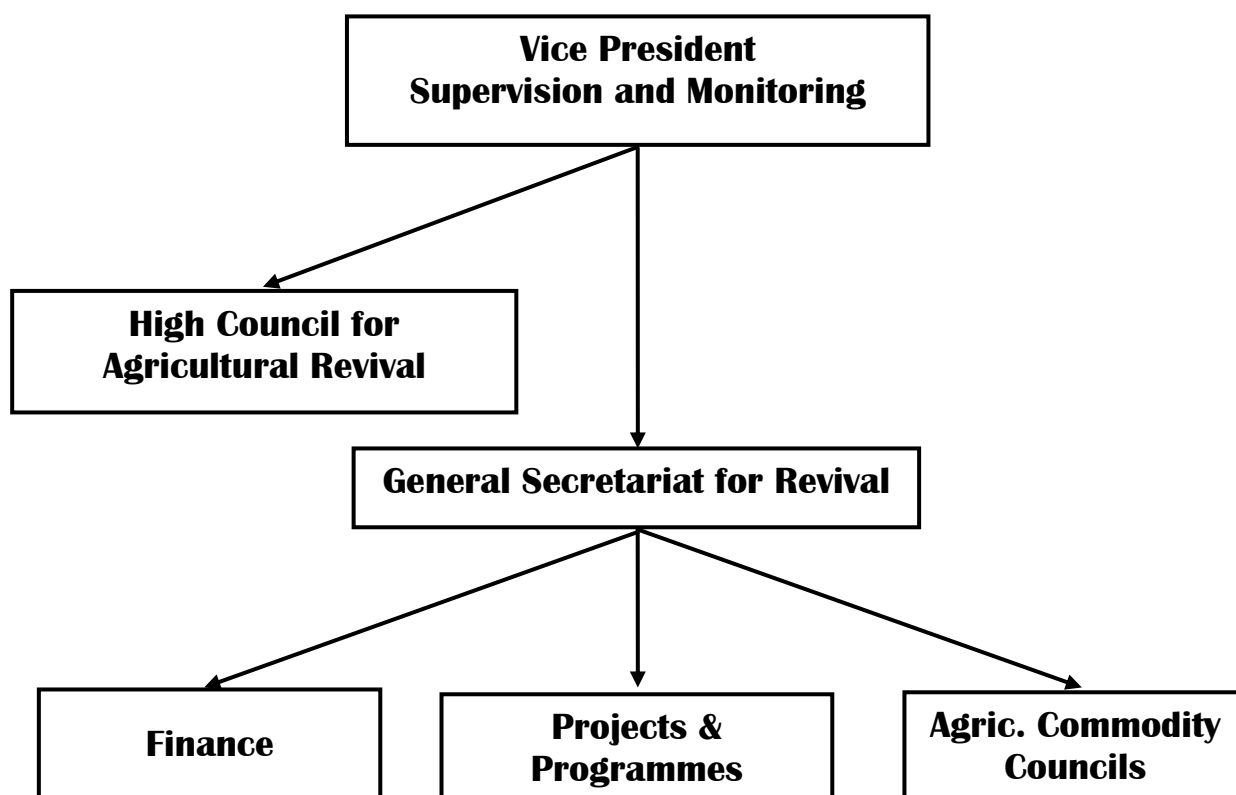 Vice President
Supervision and Monitoring
High Council for
Agricultural Revival
General Secretariat for Revival
Finance
Projects &
Programmes
Agric. Commodity
Councils